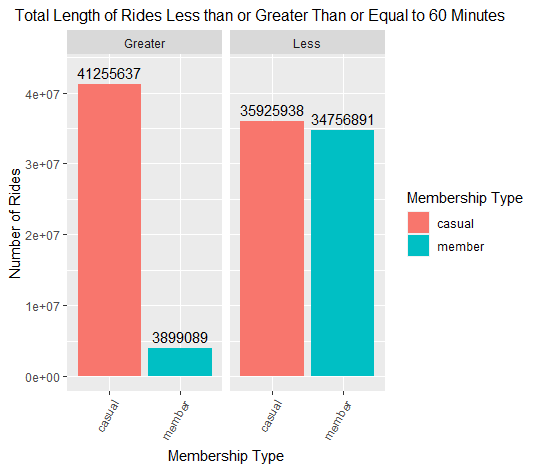 Total Length of Rides Less than or Greater Than or Equal to 60 Minutes
Greater
Less
41255637
3899089
35925938
34756891
4e+07
3e+07
2e+07
1e+07
0e+00
Number of Rides
casual
member
casual
member
Membership Type
Membership Type
casual
member